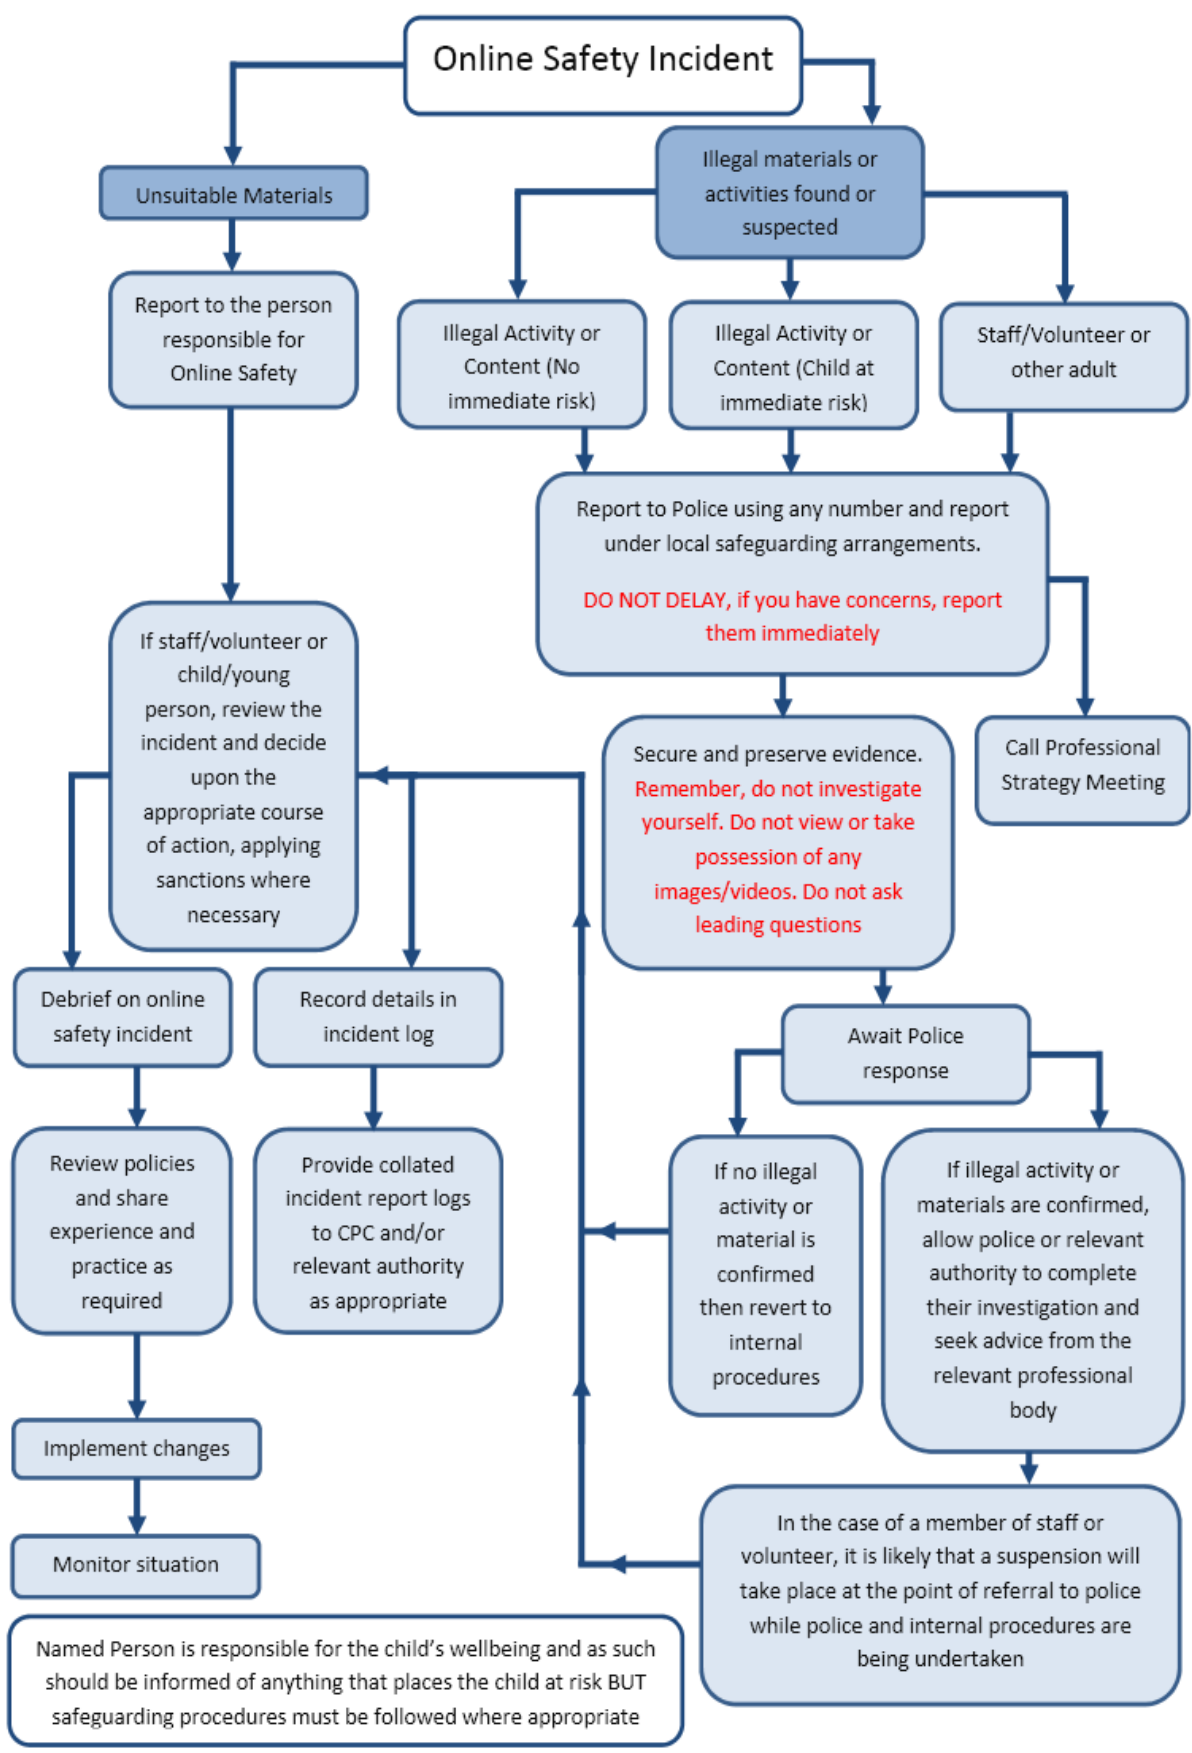 Online Safety Incident
Unsuitable Materials
Illegal materials or
activities found or
suspected
Report to the person
responsible for
Online Safety
Illegal Activity or
Content (No
immediate risk)
Illegal Activity or
Content (Child at
immediate risk)
Staff/Volunteer or
other adult
Report to Police using any number and report
under local safeguarding arrangements.
DO NOT DELAY, if you have concerns, report
them immediately
If staff/volunteer or
child/young
person, review the
incident and decide
upon the
appropriate course
of action, applying
sanctions where
necessary
Secure and preserve evidence.
Remember, do not investigate
yourself. Do not view or take
possession of any
images/videos. Do not ask
leading questions
Call Professional
Strategy Meeting
Debrief on online
safety incident
Record details in
incident log
Await Police
response
Review policies
and share
experience and
practice as
required
Provide collated
incident report logs
to CPC and/or
relevant authority
as appropriate
If no illegal
activity or
material is
confirmed
then revert to
internal
procedures
If illegal activity or
materials are confirmed,
allow police or relevant
authority to complete
their investigation and
seek advice from the
relevant professional
body
Implement changes
Monitor situation
In the case of a member of staff or
volunteer, it is likely that a suspension will
take place at the point of referral to police
while police and internal procedures are
being undertaken
Named Person is responsible for the child's wellbeing and as such
should be informed of anything that places the child at risk BUT
safeguarding procedures must be followed where appropriate